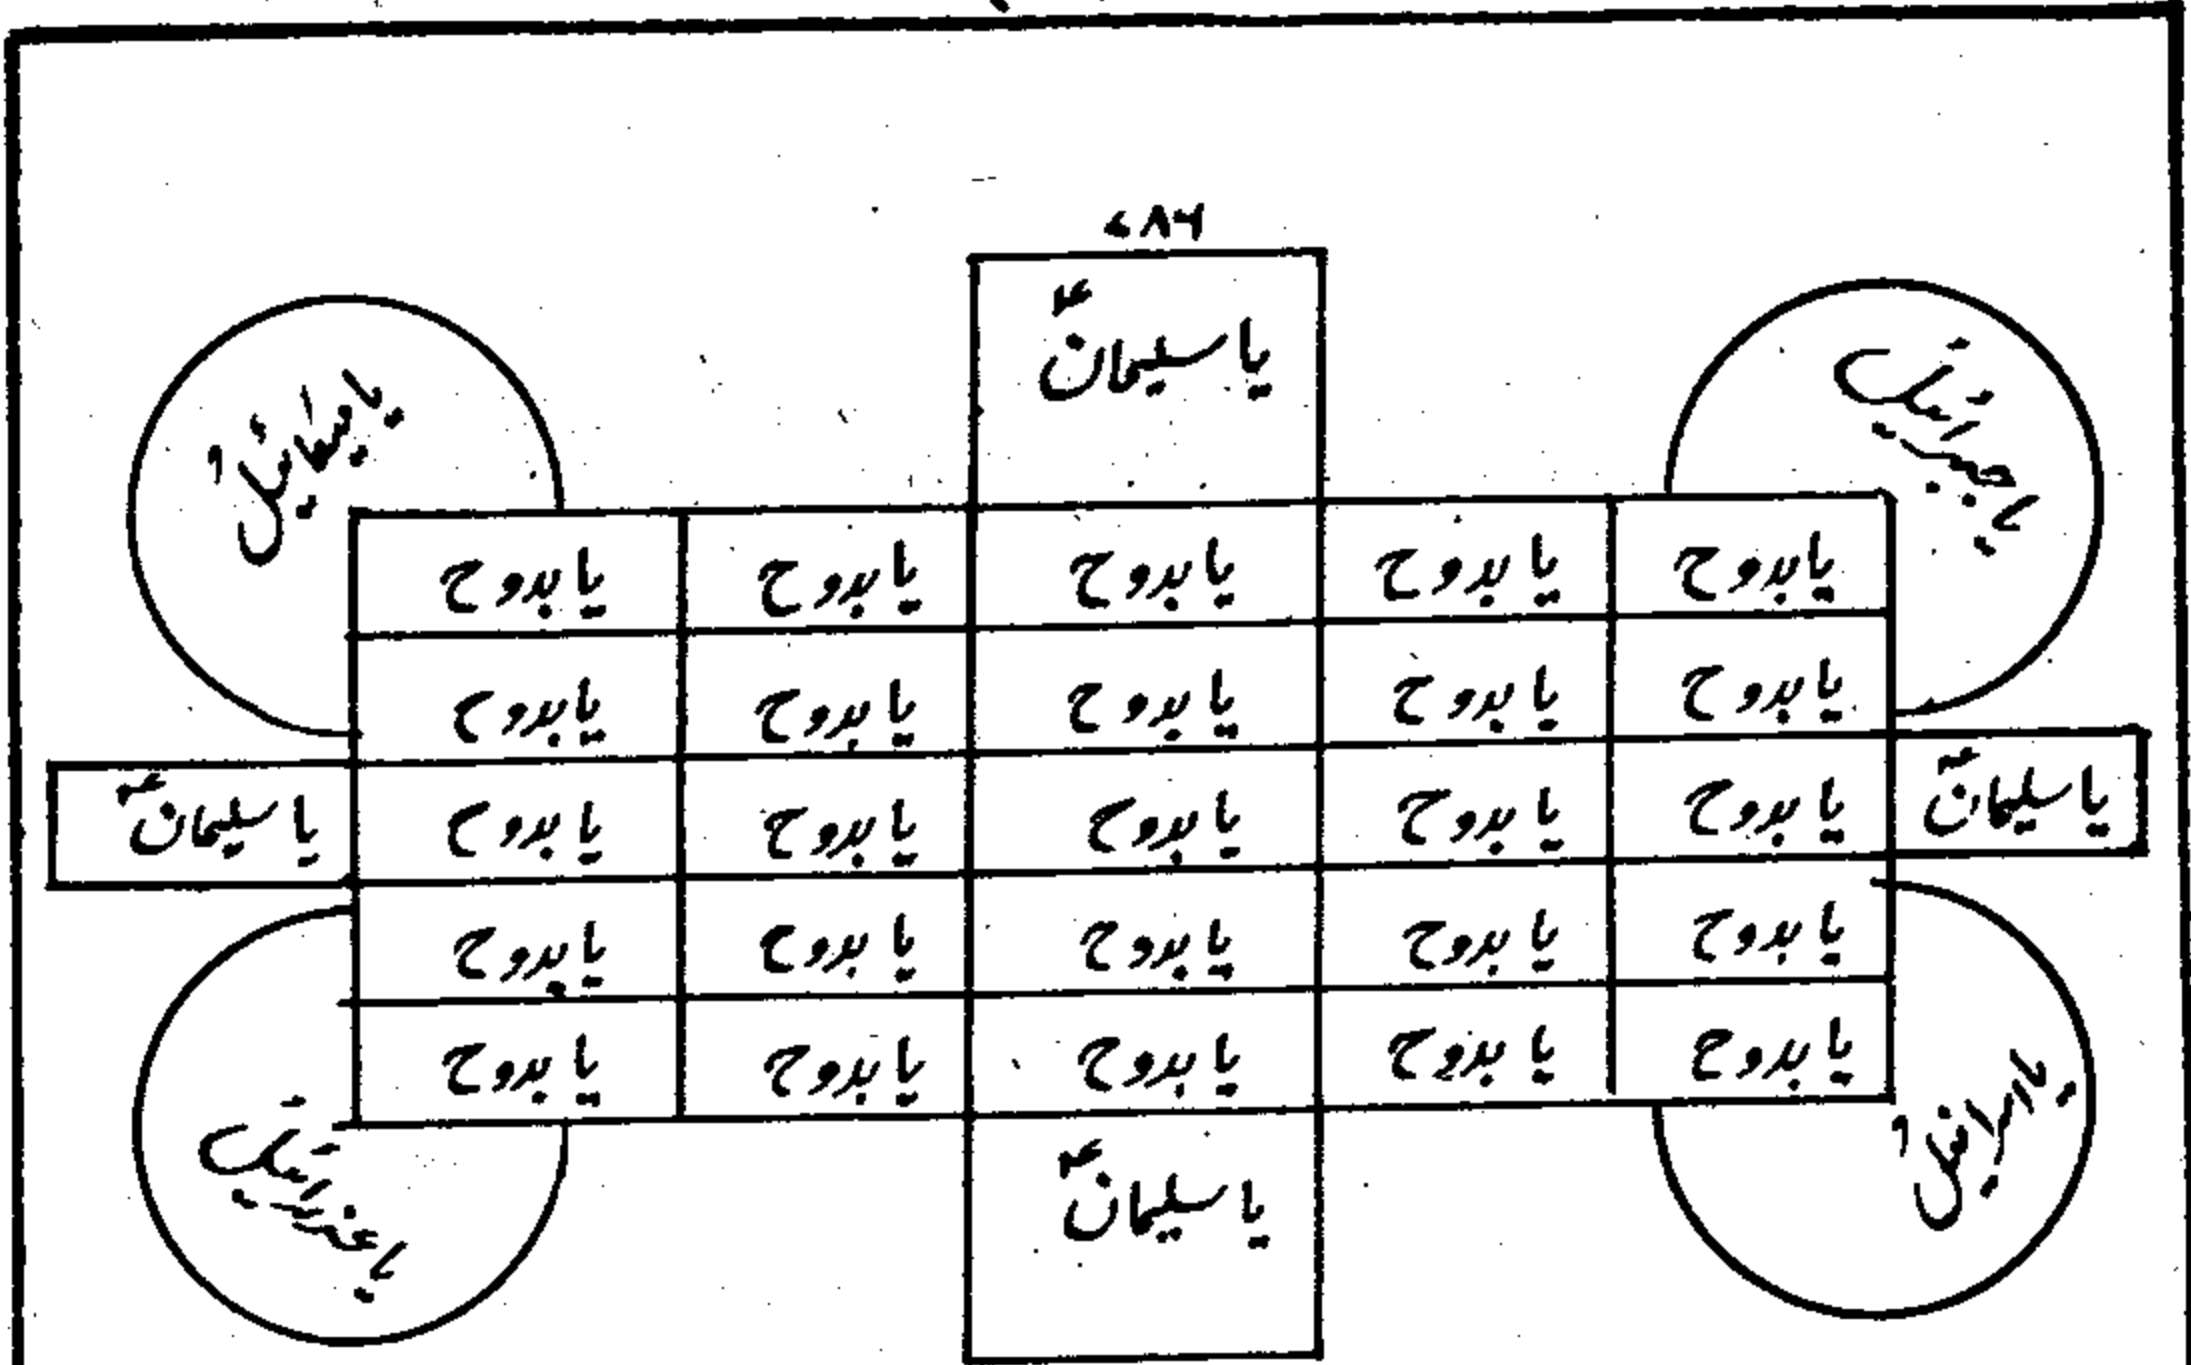 ۷۸۶
یا سلیمانؑ
یا جبرائیل
یا میکائیلؑ
یا بدوح یا بدوح یا بدوح یا بدوح یا بدوح
یا بدوح یا بدوح یا بدوح یا بدوح یا بدوح
یا سلیمانؑ یا بدوح یا بدوح یا بدوح یا بدوح یا بدوح یا سلیمانؑ
یا بدوح یا بدوح یا بدوح یا بدوح یا بدوح
یا بدوح یا بدوح یا بدوح یا بدوح یا بدوح
یا اسرافیلؑ
یا عزرائیل
یا سلیمانؑ